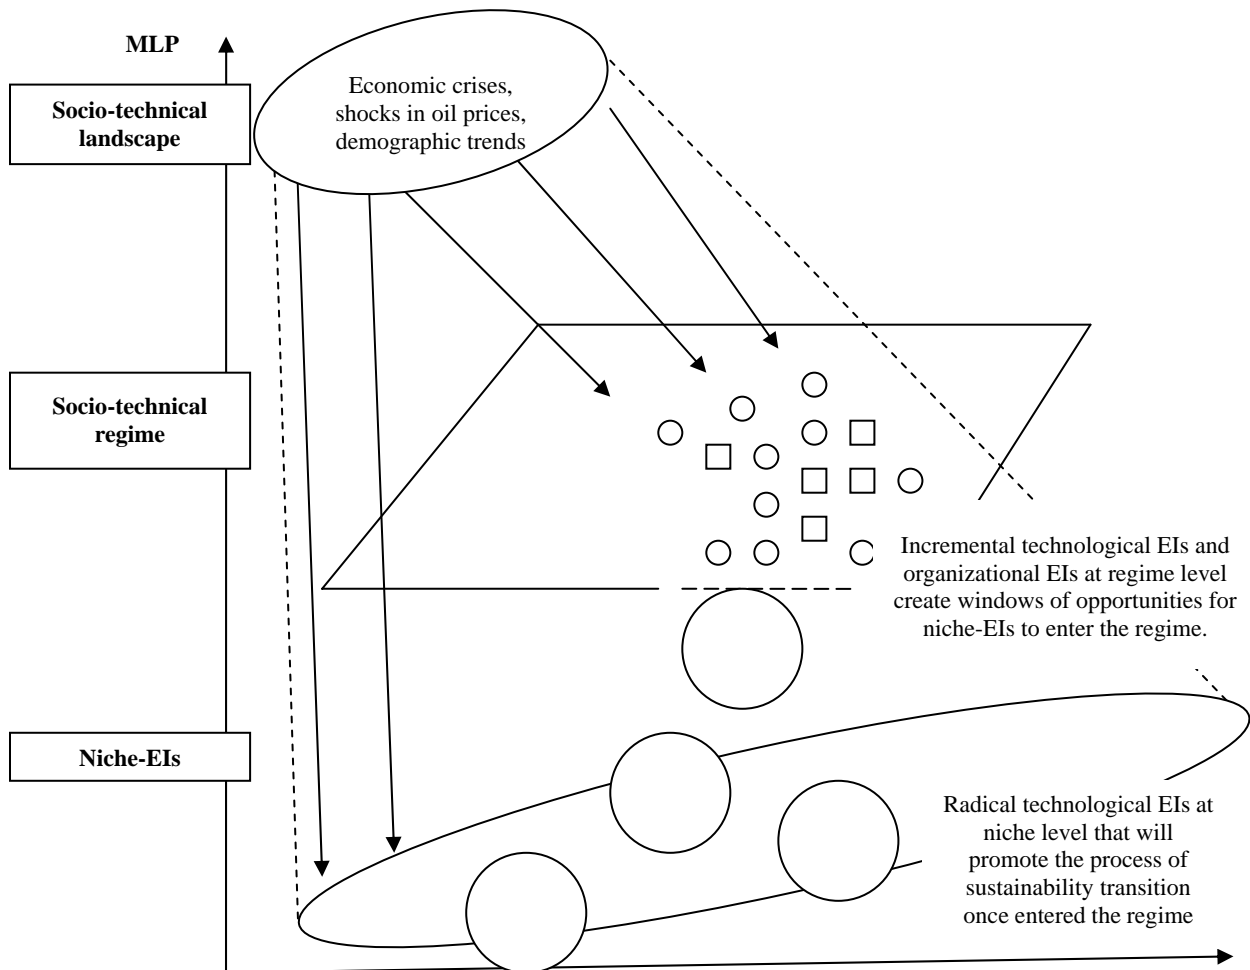 MLP
Socio-technical
landscape
Economic crises,
shocks in oil prices,
demographic trends
Socio-technical
regime
Incremental technological EIs and
organizational EIs at regime level
create windows of opportunities for
niche-EIs to enter the regime.
Niche-EIs
Radical technological EIs at
niche level that will
promote the process of
sustainability transition
once entered the regime